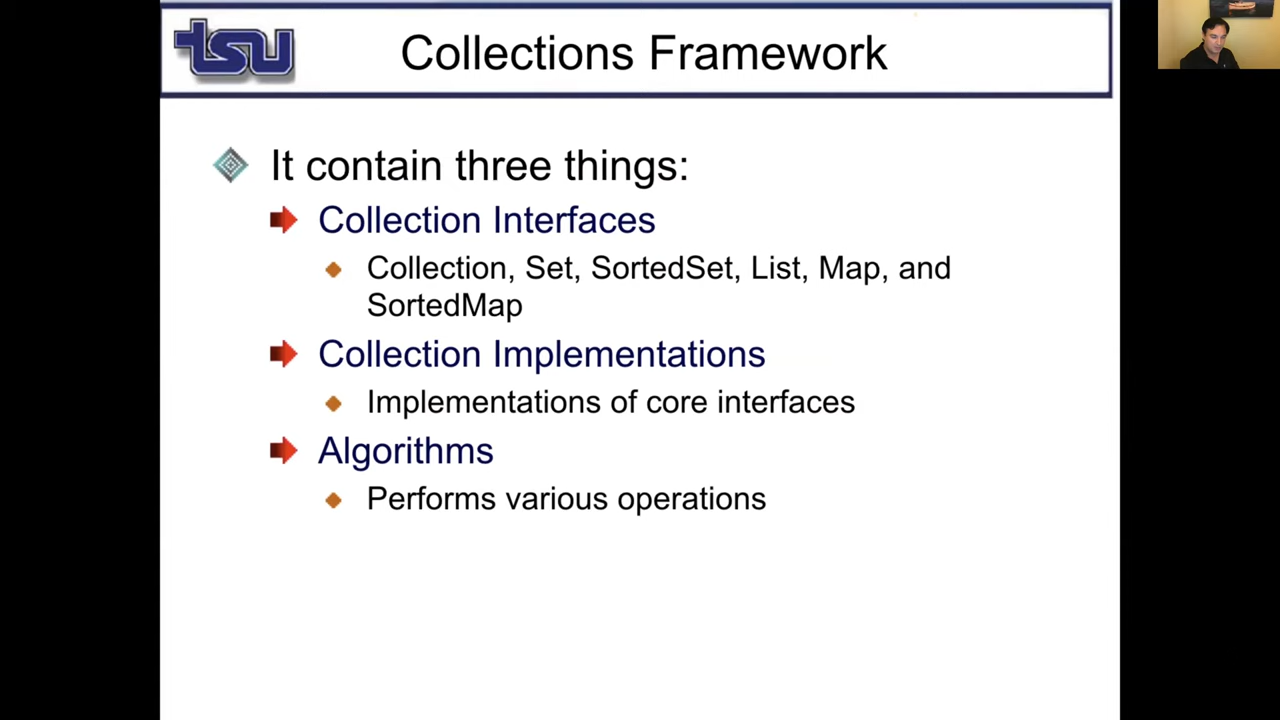 tsu
Collections Framework
It contain three things:
Collection Interfaces
Collection, Set, SortedSet, List, Map, and
SortedMap
Collection Implementations
Implementations of core interfaces
Algorithms
Performs various operations